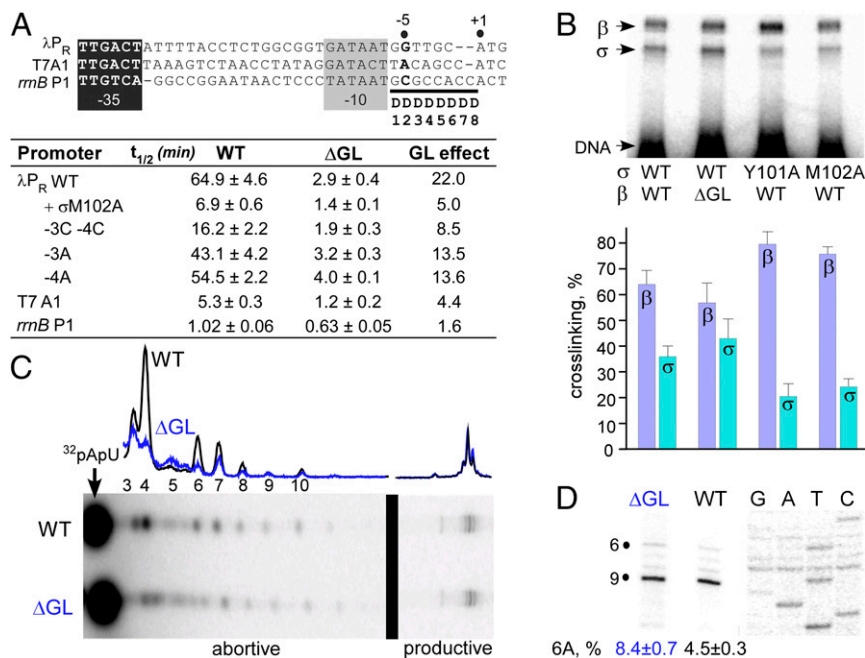 A
-5 +1
λP_R TTGACTATTTTACCTCTGGCGGTGATAATGGTTGC--ATG
T7A1 TTGACTTAAAGTCTAACCTATAGGATACTTACAGCC-ATC
rrnB P1 TTGTCA-GGCCGGAATAACTCCCTATAATGCGCCACCACT
-35 -10
DDDDDDDD
12345678
Promoter t1/2 (min) WT ΔGL GL effect
λP_R WT 64.9 ± 4.6 2.9 ± 0.4 22.0
+ σM102A 6.9 ± 0.6 1.4 ± 0.1 5.0
-3C -4C 16.2 ± 2.2 1.9 ± 0.3 8.5
-3A 43.1 ± 4.2 3.2 ± 0.3 13.5
-4A 54.5 ± 2.2 4.0 ± 0.1 13.6
T7 A1 5.3 ± 0.3 1.2 ± 0.2 4.4
rrnB P1 1.02 ± 0.06 0.63 ± 0.05 1.6
B
β
σ
DNA
σ WT WT Y101A M102A
β WT ΔGL WT WT
crosslinking, %
80
70
60
50
40
30
20
10
0
β σ β σ β σ β σ
C
WT
ΔGL
32pApU
3 4 5 6 7 8 9 10
WT
ΔGL
abortive productive
D
ΔGL WT G A T C
6
9
6A, % 8.4±0.7 4.5±0.3